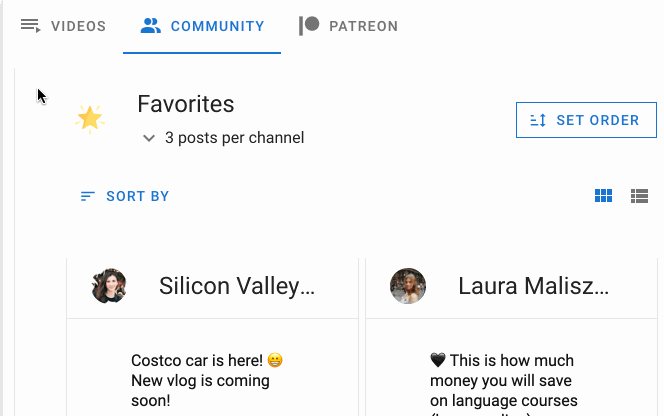 VIDEOS
COMMUNITY
PATREON
Favorites
3 posts per channel
SET ORDER
SORT BY
Silicon Valley...
Laura Malisz...
Costco car is here! 😁
New vlog is coming
soon!
🖤 This is how much
money you will save
on language courses